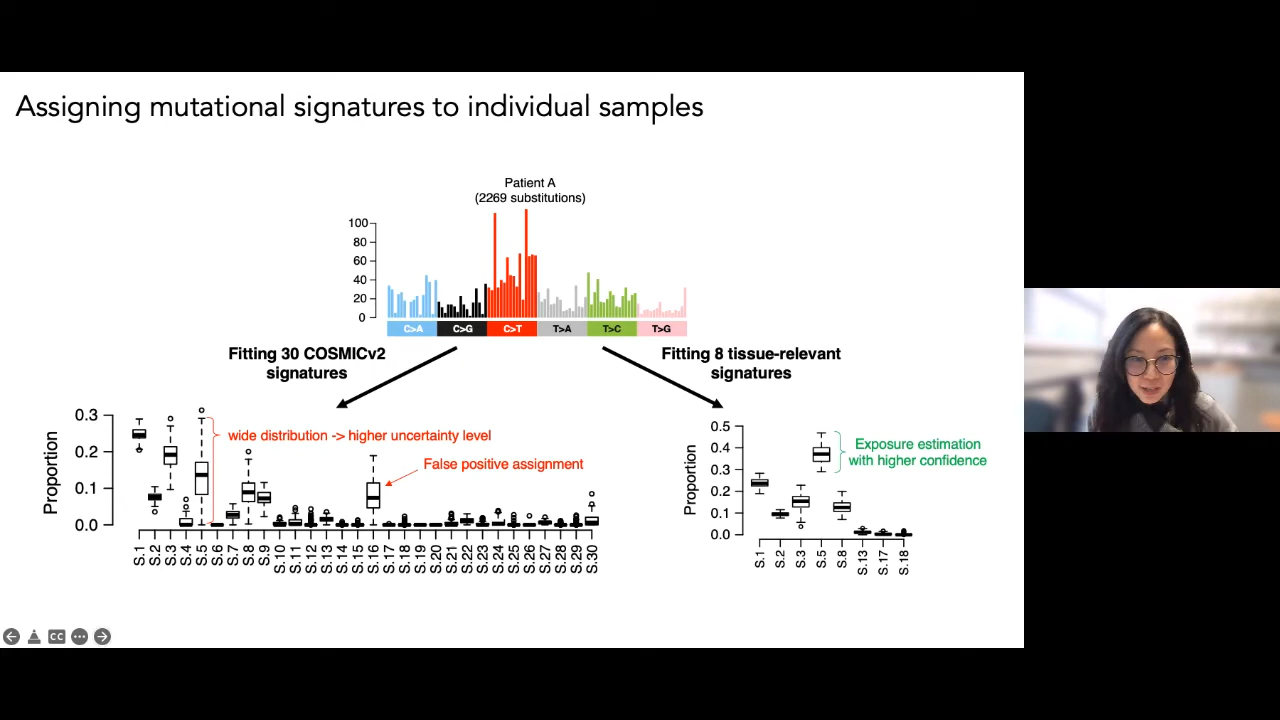 Assigning mutational signatures to individual samples
Patient A
(2269 substitutions)
100
80
60
40
20
0
C>A
C>G
C>T
T>A
T>C
T>G
Fitting 30 COSMICv2
signatures
Fitting 8 tissue-relevant
signatures
Proportion
0.3
0.2
0.1
0.0
wide distribution -> higher uncertainty level
False positive assignment
S.1
S.2
S.3
S.4
S.5
S.6
S.7
S.8
S.9
S.10
S.11
S.12
S.13
S.14
S.15
S.16
S.17
S.18
S.19
S.20
S.21
S.22
S.23
S.24
S.25
S.26
S.27
S.28
S.29
S.30
Proportion
0.5
0.4
0.3
0.2
0.1
0.0
Exposure estimation
with higher confidence
S.1
S.2
S.3
S.5
S.8
S.13
S.17
S.18
CC